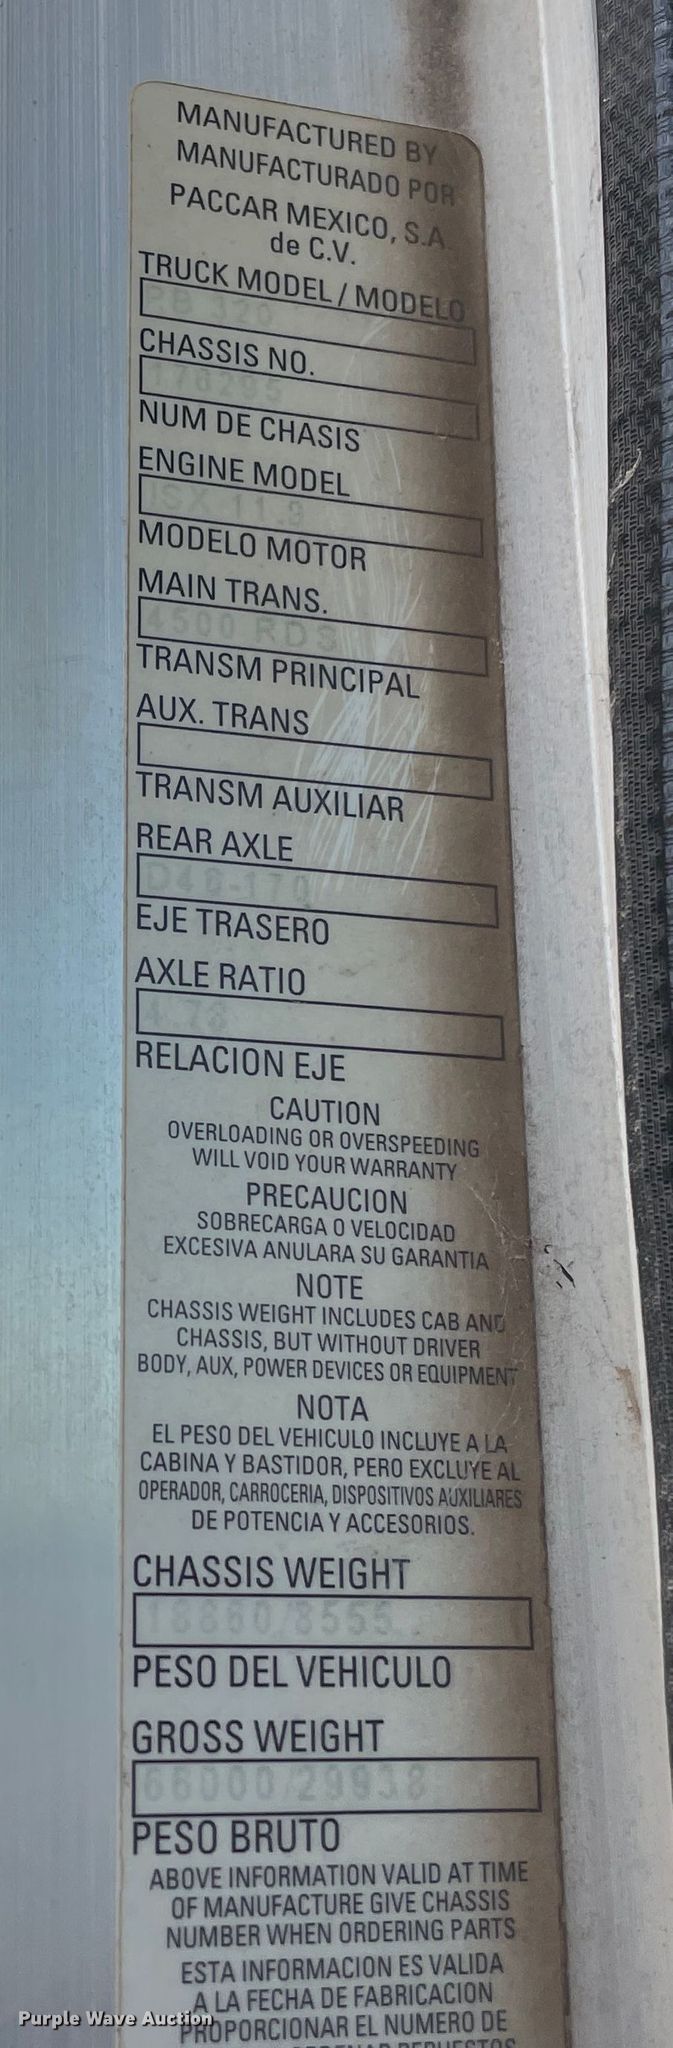 MANUFACTURED BY
MANUFACTURADO POR
PACCAR MEXICO, S.A.
de C.V.
TRUCK MODEL / MODELO
PB 320
CHASSIS NO.
NUM DE CHASIS
ENGINE MODEL
ISX 11.9
MODELO MOTOR
MAIN TRANS.
4500 RDS
TRANSM PRINCIPAL
AUX. TRANS
TRANSM AUXILIAR
REAR AXLE
D46-170
EJE TRASERO
AXLE RATIO
RELACION EJE
CAUTION
OVERLOADING OR OVERSPEEDING
WILL VOID YOUR WARRANTY
PRECAUCION
SOBRECARGA O VELOCIDAD
EXCESIVA ANULARA SU GARANTIA
NOTE
CHASSIS WEIGHT INCLUDES CAB AND
CHASSIS, BUT WITHOUT DRIVER
BODY, AUX, POWER DEVICES OR EQUIPMENT
NOTA
EL PESO DEL VEHICULO INCLUYE A LA
CABINA Y BASTIDOR, PERO EXCLUYE AL
OPERADOR, CARROCERIA, DISPOSITIVOS AUXILIARES
DE POTENCIA Y ACCESORIOS.
CHASSIS WEIGHT
18860/8555
PESO DEL VEHICULO
GROSS WEIGHT
66000/29938
PESO BRUTO
ABOVE INFORMATION VALID AT TIME
OF MANUFACTURE GIVE CHASSIS
NUMBER WHEN ORDERING PARTS
ESTA INFORMACION ES VALIDA
A LA FECHA DE FABRICACION
PROPORCIONAR EL NUMERO DE
Purple Wave Auction